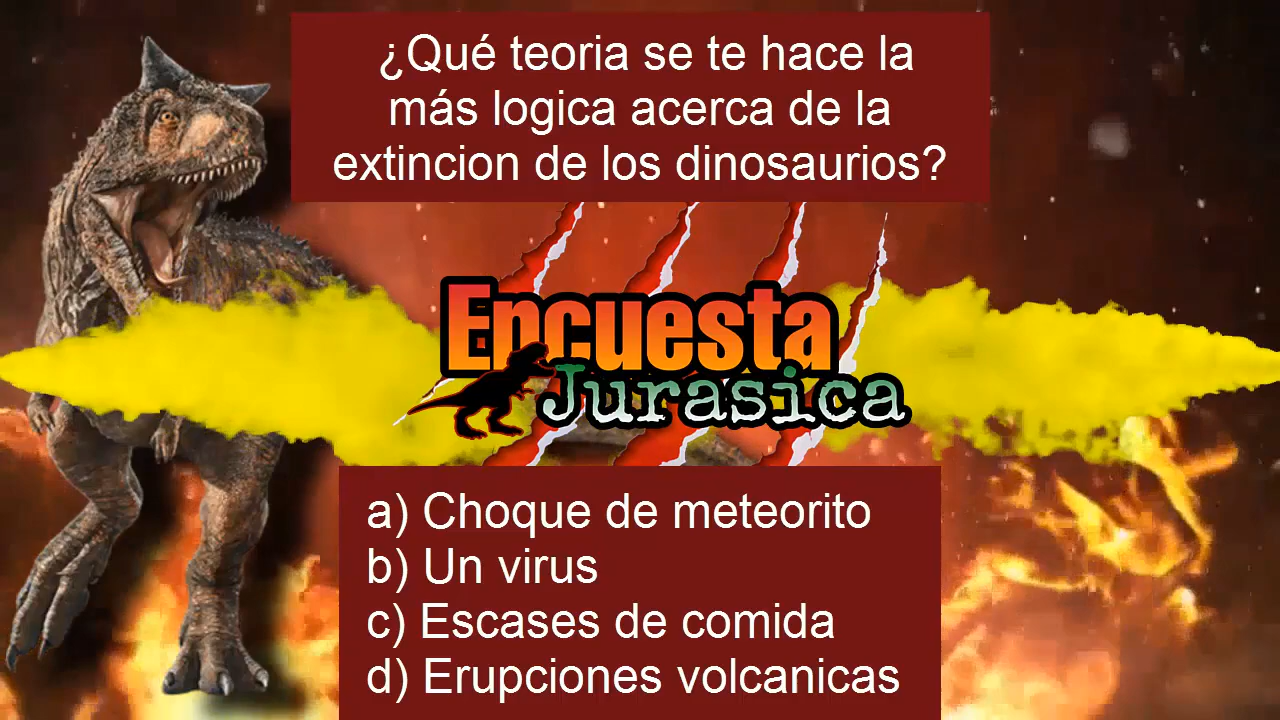 ¿Qué teoria se te hace la
más logica acerca de la
extincion de los dinosaurios?
Encuesta
Jurasica
a) Choque de meteorito
b) Un virus
c) Escases de comida
d) Erupciones volcanicas